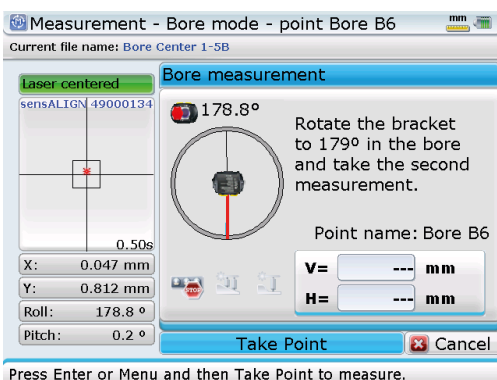 Measurement - Bore mode - point Bore B6
mm
Current file name: Bore Center 1-5B
Laser centered
sensALIGN 49000134
0.50s
X: 0.047 mm
Y: 0.812 mm
Roll: 178.8 º
Pitch: 0.2 º
Bore measurement
178.8º
Rotate the bracket
to 179º in the bore
and take the second
measurement.
Point name: Bore B6
STOP
V= --- mm
H= --- mm
Take Point
Cancel
Press Enter or Menu and then Take Point to measure.